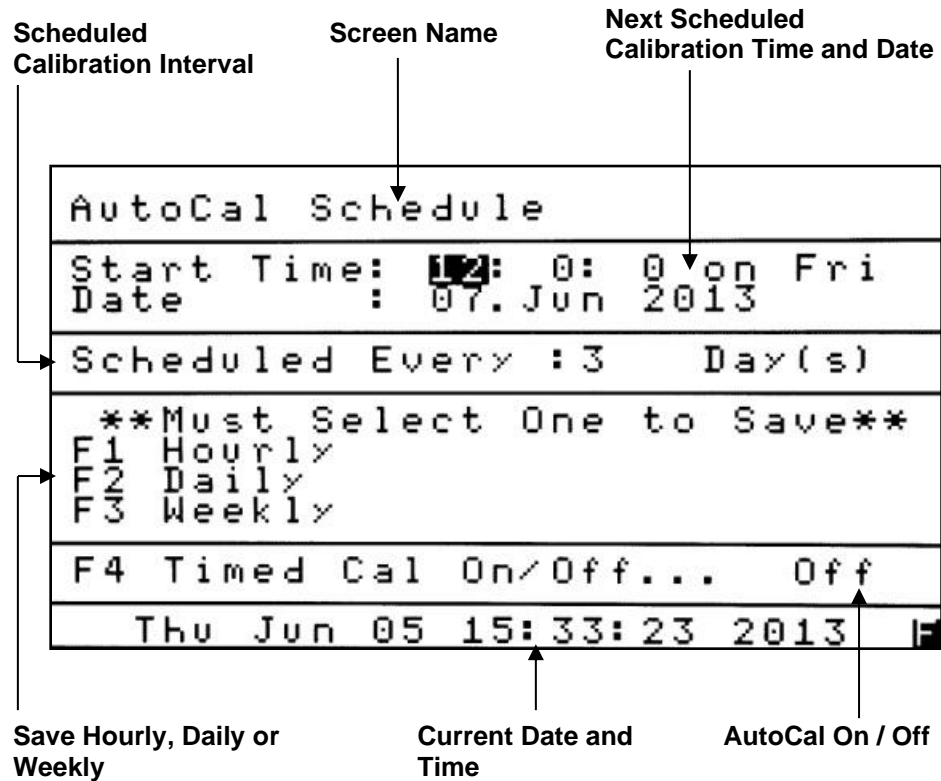 Scheduled
Calibration Interval
Screen Name
Next Scheduled
Calibration Time and Date
AutoCal Schedule
Start Time: 12: 0: 0 on Fri
Date : 07.Jun 2013
Scheduled Every :3 Day(s)
**Must Select One to Save**
F1 Hourly
F2 Daily
F3 Weekly
F4 Timed Cal On/Off... Off
Thu Jun 05 15:33:23 2013 F
Save Hourly, Daily or
Weekly
Current Date and
Time
AutoCal On / Off